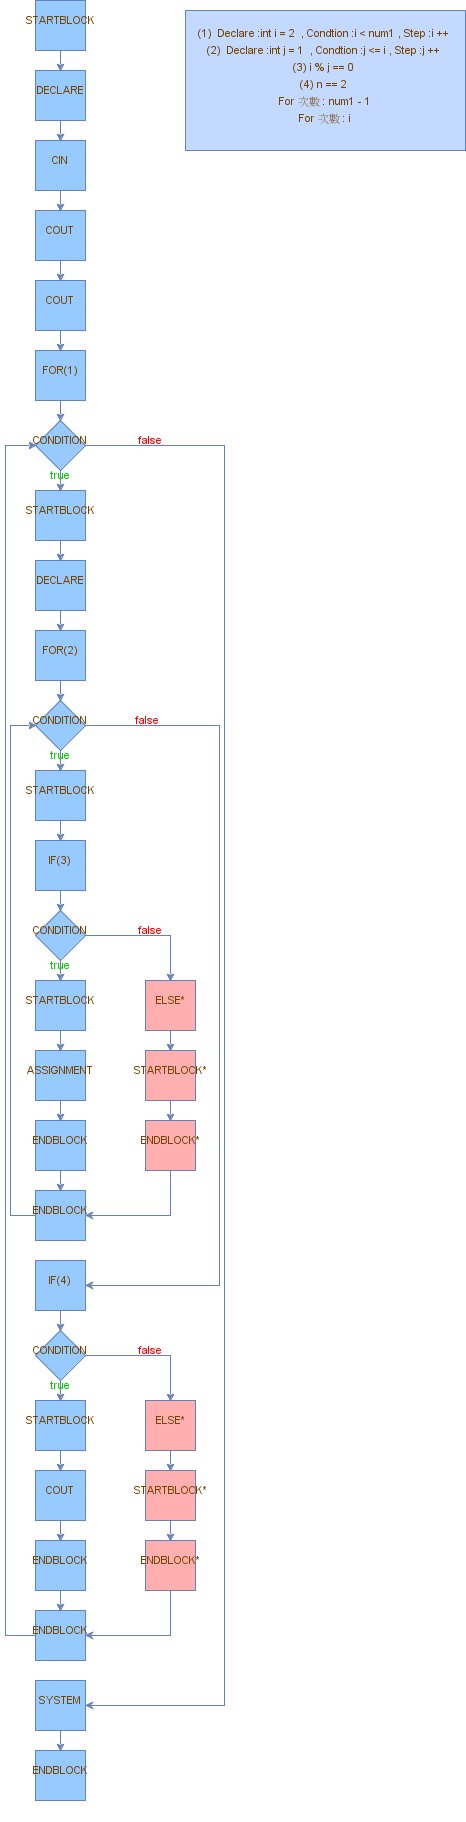 STARTBLOCK
(1) Declare :int i = 2 , Condtion :i < num1 , Step :i ++
(2) Declare :int j = 1 , Condtion :j <= i , Step :j ++
(3) i % j == 0
(4) n == 2
For 次數 : num1 - 1
For 次數 : i
DECLARE
CIN
COUT
COUT
FOR(1)
CONDITION
false
true
STARTBLOCK
DECLARE
FOR(2)
CONDITION
false
true
STARTBLOCK
IF(3)
CONDITION
false
true
STARTBLOCK
ELSE*
ASSIGNMENT
STARTBLOCK*
ENDBLOCK
ENDBLOCK*
ENDBLOCK
IF(4)
CONDITION
false
true
STARTBLOCK
ELSE*
COUT
STARTBLOCK*
ENDBLOCK
ENDBLOCK*
ENDBLOCK
SYSTEM
ENDBLOCK